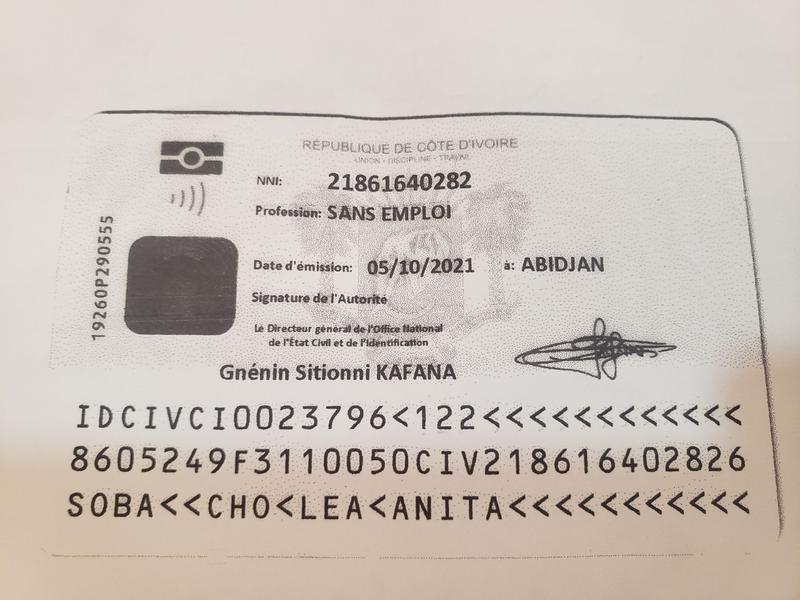 RÉPUBLIQUE DE CÔTE D'IVOIRE
UNION - DISCIPLINE - TRAVAIL
NNI: 21861640282
Profession: SANS EMPLOI
19260P290555
Date d'émission: 05/10/2021 à: ABIDJAN
Signature de l'Autorité
Le Directeur général de l'Office National
de l'État Civil et de l'Identification
Gnénin Sitionni KAFANA
IDCIVCI0023796<122<<<<<<<<<<<<
8605249F3110050CIV218616402826
SOBA<<CHO<LEA<ANITA<<<<<<<<<<<